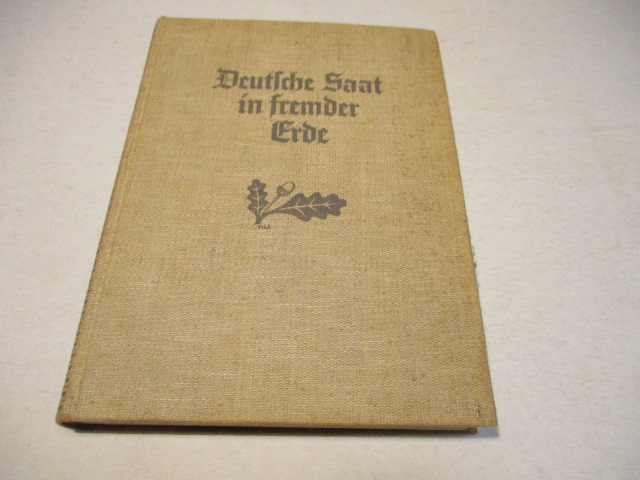 Deutſche Saat
in fremder
Erde